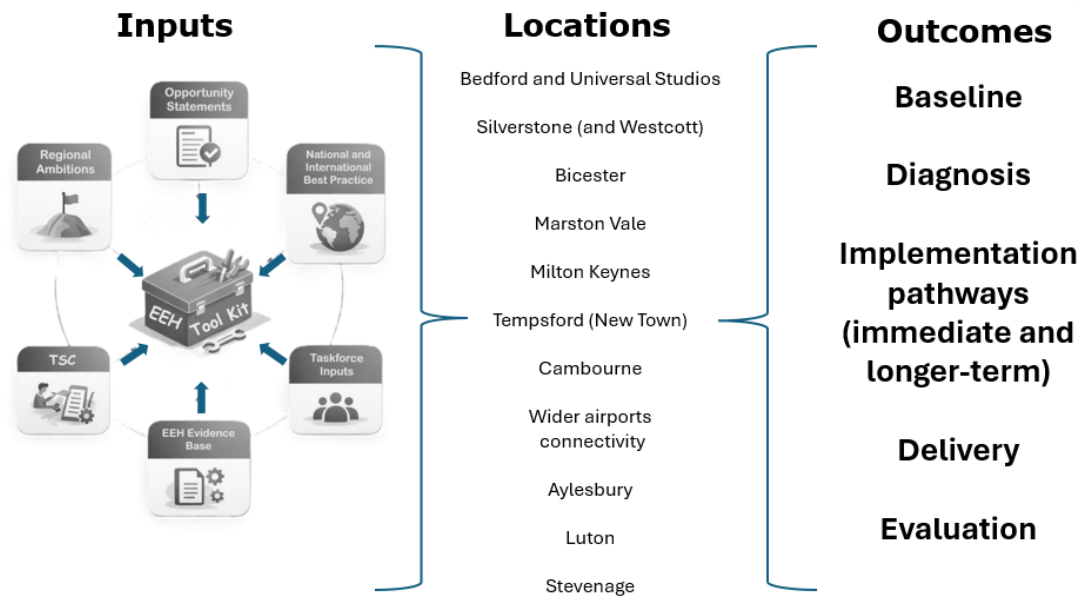 Inputs
Opportunity
Statements
Regional
Ambitions
National and
International
Best Practice
EEH
Tool Kit
TSC
Taskforce
Inputs
EEH Evidence
Base
Locations
Bedford and Universal Studios
Silverstone (and Westcott)
Bicester
Marston Vale
Milton Keynes
Tempsford (New Town)
Cambourne
Wider airports
connectivity
Aylesbury
Luton
Stevenage
Outcomes
Baseline
Diagnosis
Implementation
pathways
(immediate and
longer-term)
Delivery
Evaluation